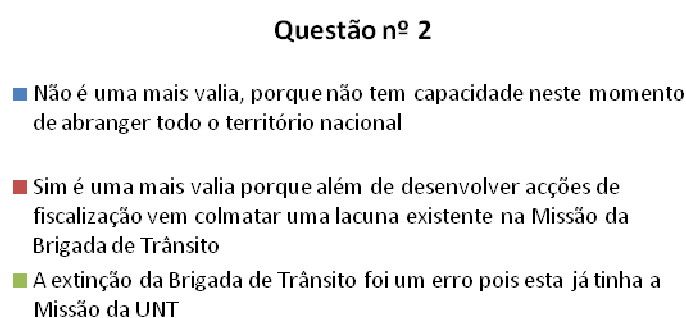 Questão nº 2
Não é uma mais valia, porque não tem capacidade neste momento
de abranger todo o território nacional
Sim é uma mais valia porque além de desenvolver acções de
fiscalização vem colmatar uma lacuna existente na Missão da
Brigada de Trânsito
A extinção da Brigada de Trânsito foi um erro pois esta já tinha a
Missão da UNT